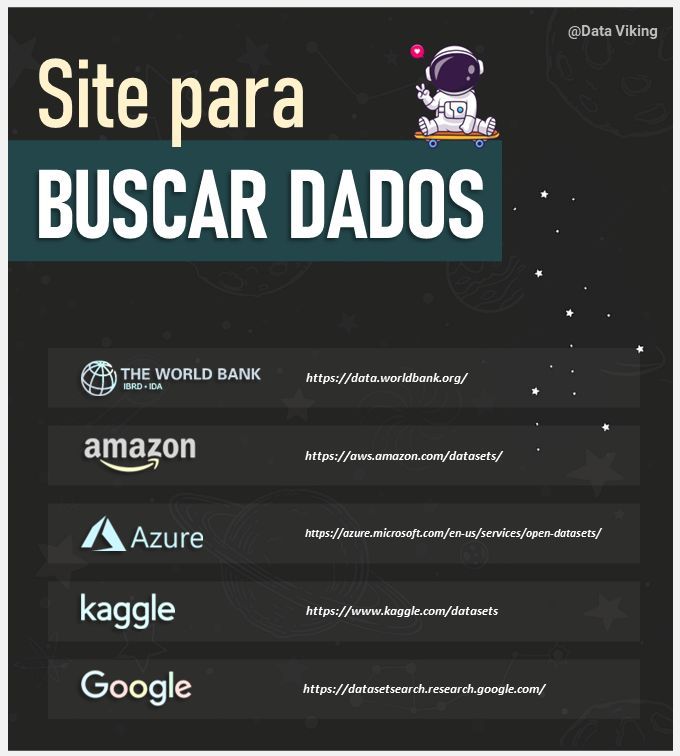 @Data Viking
Site para
BUSCAR DADOS
THE WORLD BANK
IBRD • IDA
https://data.worldbank.org/
amazon
https://aws.amazon.com/datasets/
Azure
https://azure.microsoft.com/en-us/services/open-datasets/
kaggle
https://www.kaggle.com/datasets
Google
https://datasetsearch.research.google.com/